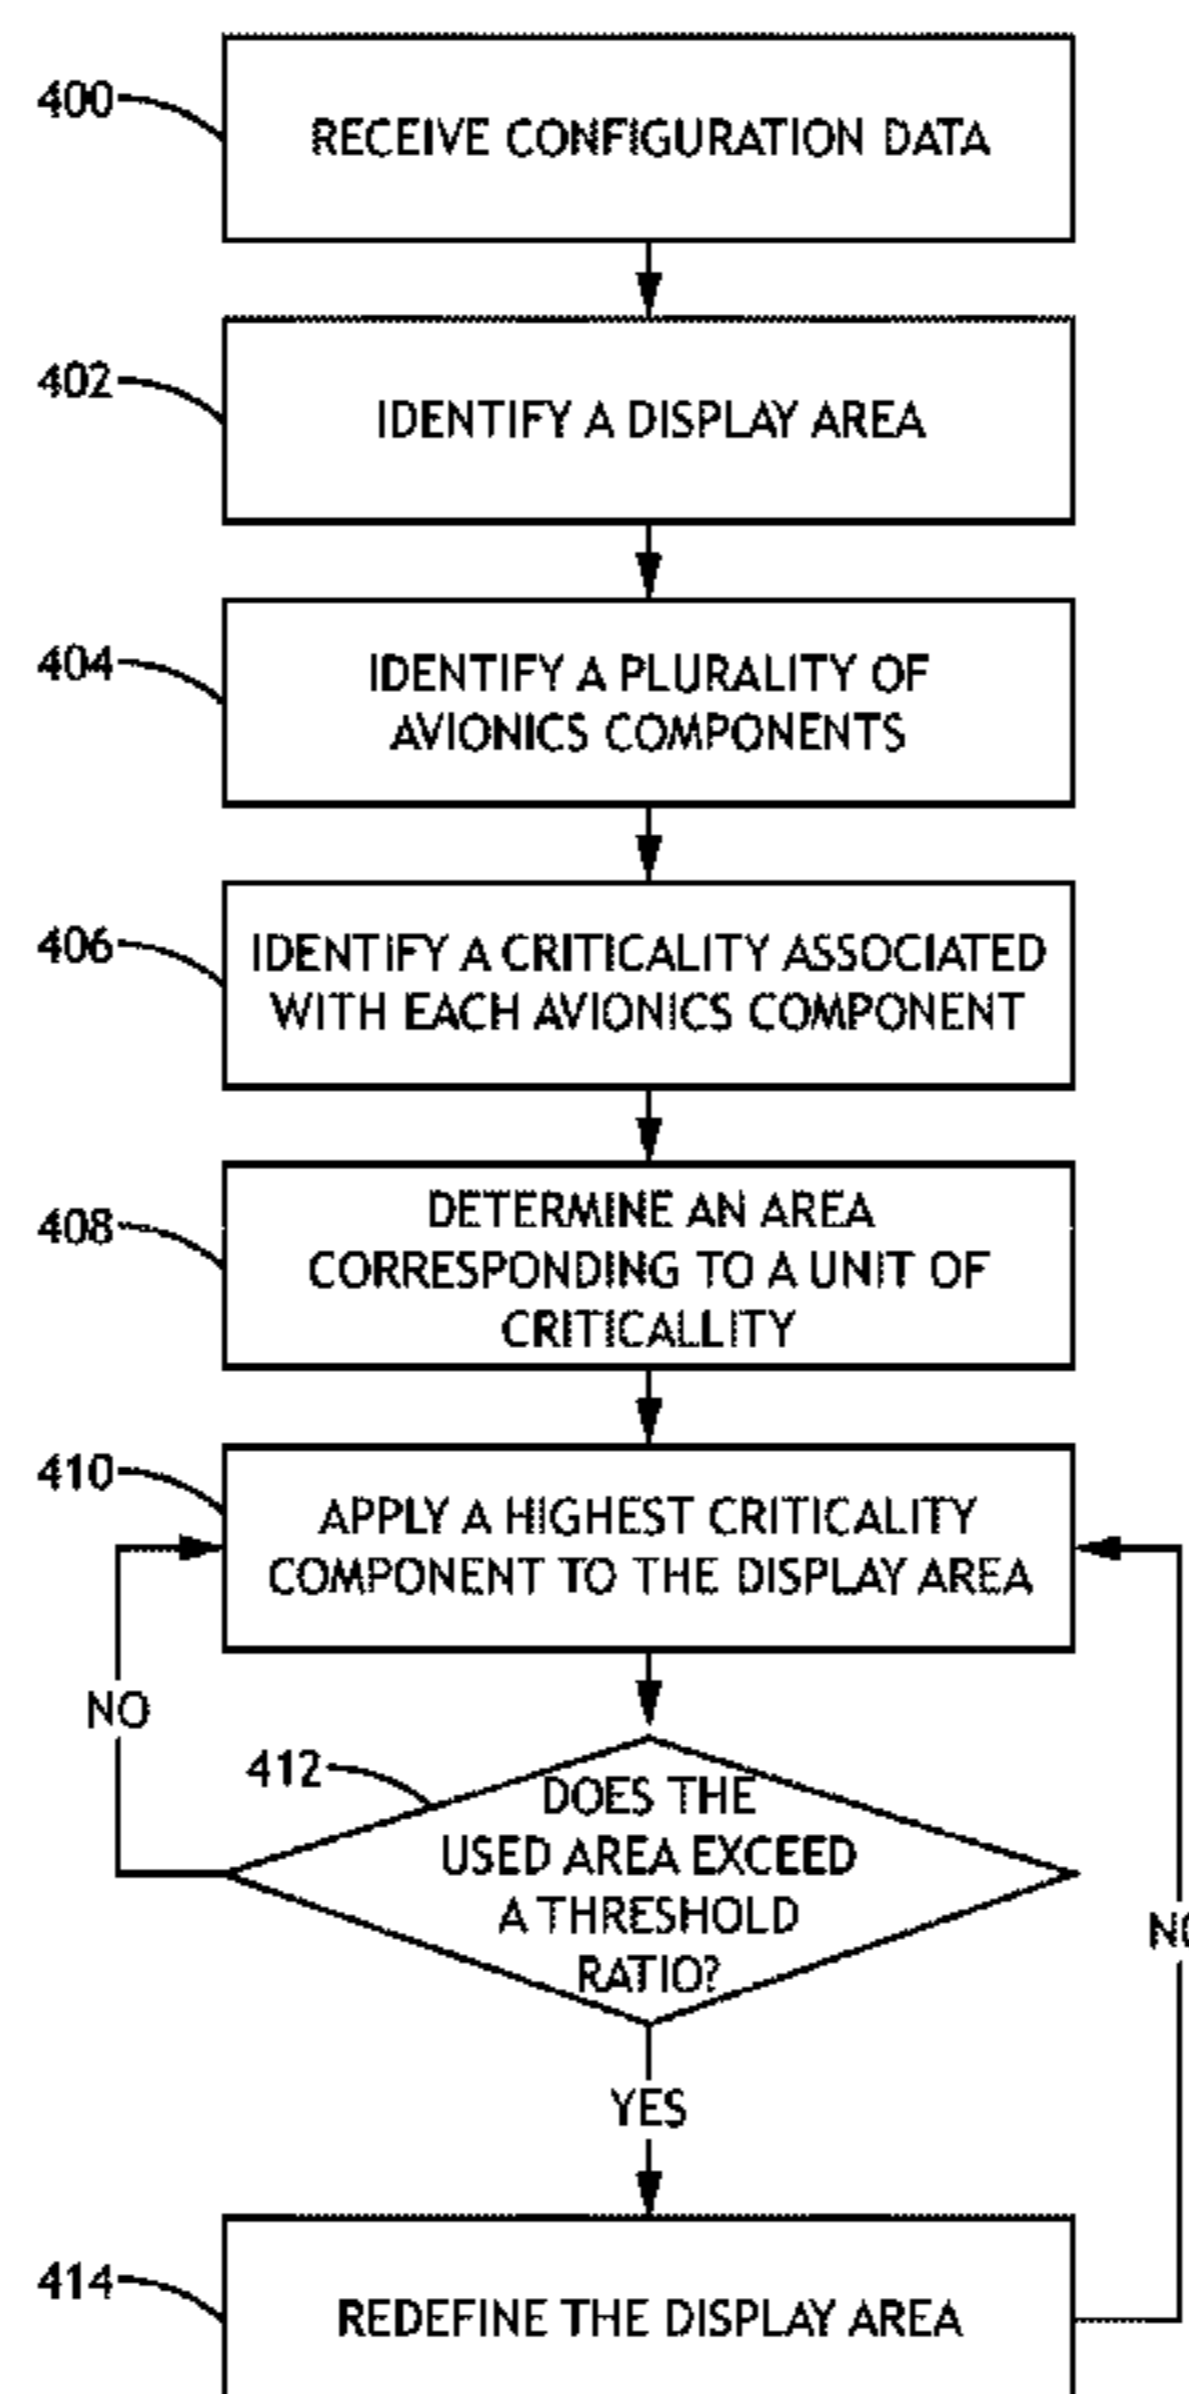 400
RECEIVE CONFIGURATION DATA
402
IDENTIFY A DISPLAY AREA
404
IDENTIFY A PLURALITY OF
AVIONICS COMPONENTS
406
IDENTIFY A CRITICALITY ASSOCIATED
WITH EACH AVIONICS COMPONENT
408
DETERMINE AN AREA
CORRESPONDING TO A UNIT OF
CRITICALLITY
410
APPLY A HIGHEST CRITICALITY
COMPONENT TO THE DISPLAY AREA
NO
412
DOES THE
USED AREA EXCEED
A THRESHOLD
RATIO?
YES
414
REDEFINE THE DISPLAY AREA